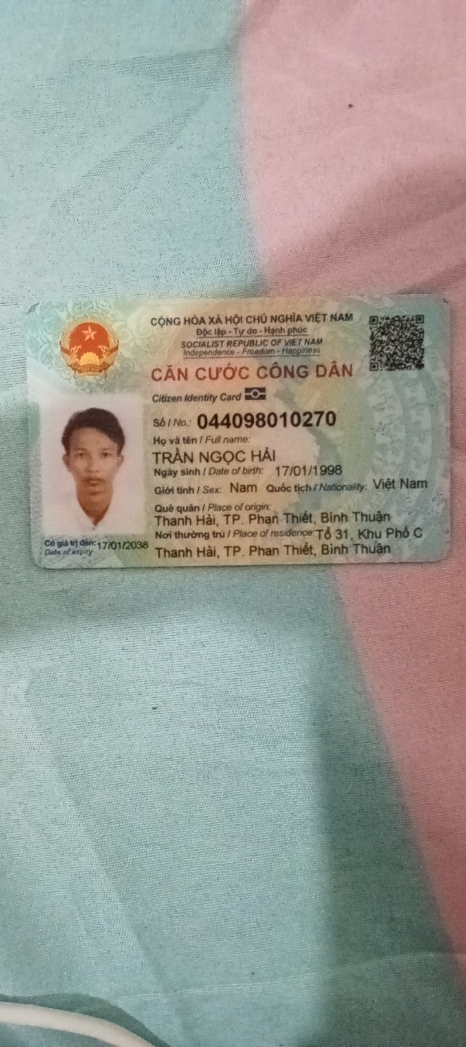 CỘNG HÒA XÃ HỘI CHỦ NGHĨA VIỆT NAM
Độc lập - Tự do - Hạnh phúc
SOCIALIST REPUBLIC OF VIET NAM
Independence - Freedom - Happiness
CĂN CƯỚC CÔNG DÂN
Citizen Identity Card
Số / No.: 044098010270
Họ và tên / Full name:
TRẦN NGỌC HẢI
Ngày sinh / Date of birth: 17/01/1998
Giới tính / Sex: Nam Quốc tịch / Nationality: Việt Nam
Quê quán / Place of origin:
Thanh Hải, TP. Phan Thiết, Bình Thuận
Nơi thường trú / Place of residence: Tổ 31, Khu Phố C
Thanh Hải, TP. Phan Thiết, Bình Thuận
Có giá trị đến: 17/01/2038
Date of expiry